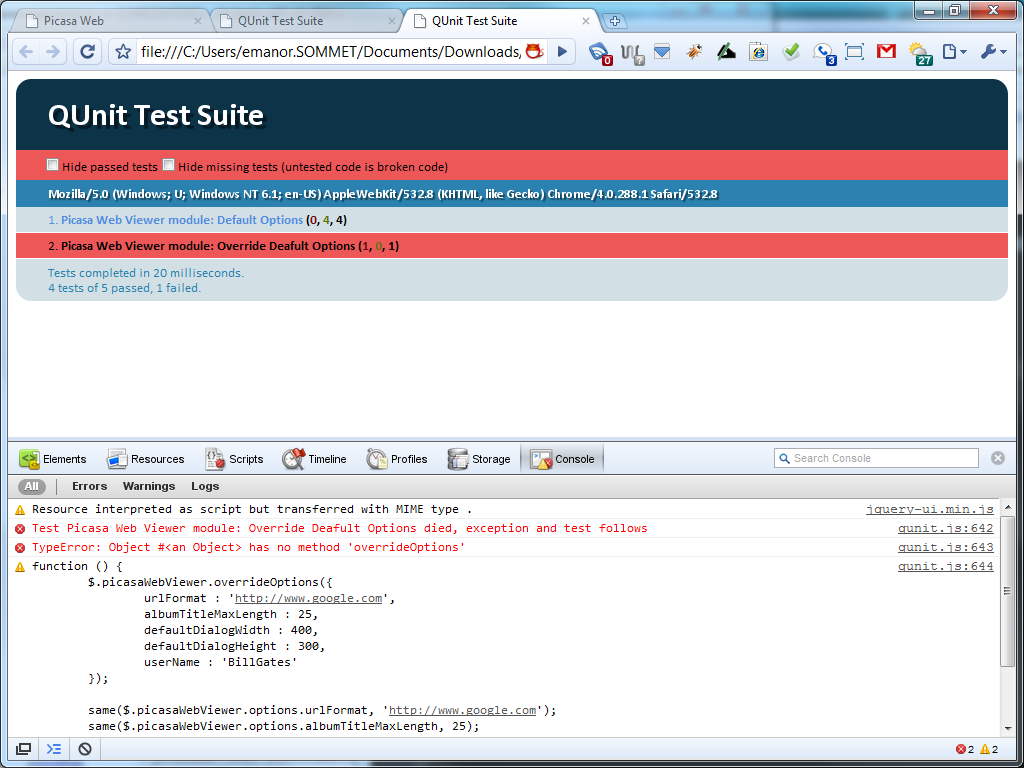 Picasa Web
QUnit Test Suite
QUnit Test Suite
file:///C:/Users/emanor.SOMMET/Documents/Downloads,
0
?
3
27
QUnit Test Suite
Hide passed tests Hide missing tests (untested code is broken code)
Mozilla/5.0 (Windows; U; Windows NT 6.1; en-US) AppleWebKit/532.8 (KHTML, like Gecko) Chrome/4.0.288.1 Safari/532.8
1. Picasa Web Viewer module: Default Options (0, 4, 4)
2. Picasa Web Viewer module: Override Deafult Options (1, 0, 1)
Tests completed in 20 milliseconds.
4 tests of 5 passed, 1 failed.
Elements Resources Scripts Timeline Profiles Storage Console Search Console
All Errors Warnings Logs
Resource interpreted as script but transferred with MIME type . jquery-ui.min.js
Test Picasa Web Viewer module: Override Deafult Options died, exception and test follows qunit.js:642
TypeError: Object #<an Object> has no method 'overrideOptions' qunit.js:643
function () { qunit.js:644
$.picasaWebViewer.overrideOptions({
urlFormat : 'http://www.google.com',
albumTitleMaxLength : 25,
defaultDialogWidth : 400,
defaultDialogHeight : 300,
userName : 'BillGates'
});
same($.picasaWebViewer.options.urlFormat, 'http://www.google.com');
same($.picasaWebViewer.options.albumTitleMaxLength, 25);
2 2